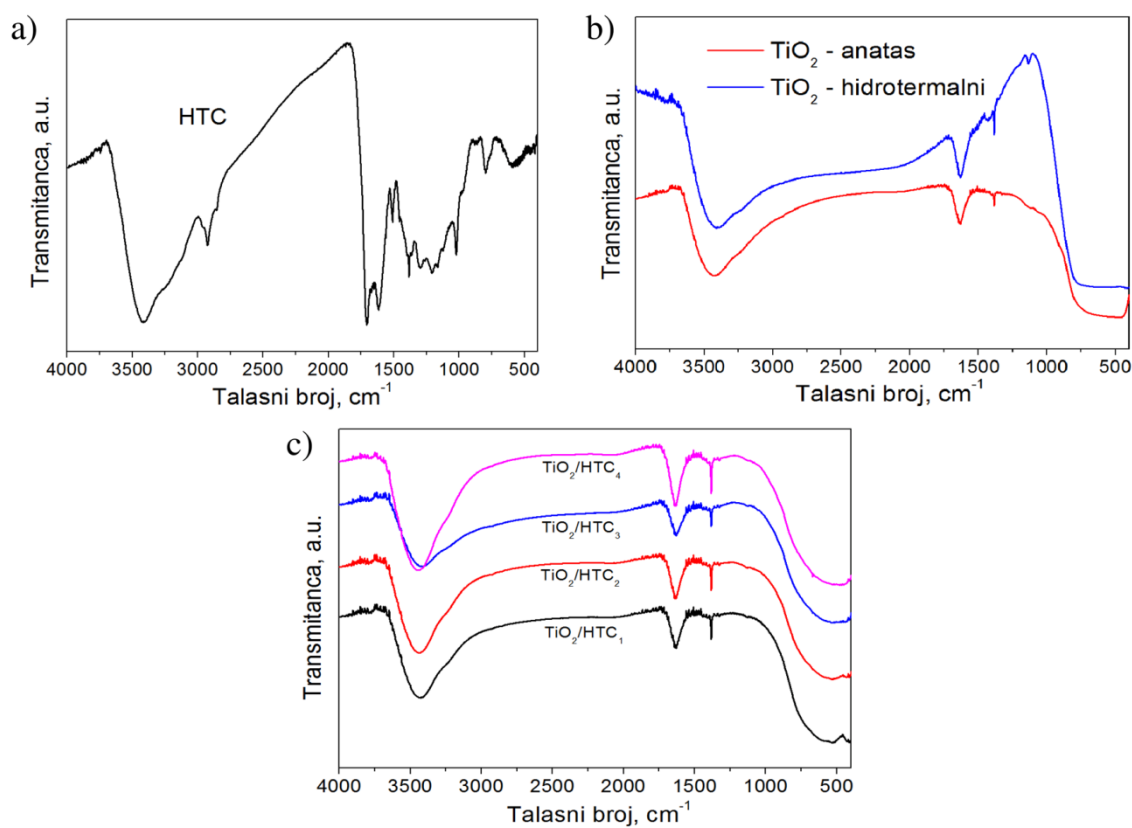 a)
HTC
Transmitanca, a.u.
4000 3500 3000 2500 2000 1500 1000 500
Talasni broj, cm⁻¹
b)
TiO₂ - anatas
TiO₂ - hidrotermalni
Transmitanca, a.u.
4000 3500 3000 2500 2000 1500 1000 500
Talasni broj, cm⁻¹
c)
TiO₂/HTC₄
TiO₂/HTC₃
TiO₂/HTC₂
TiO₂/HTC₁
Transmitanca, a.u.
4000 3500 3000 2500 2000 1500 1000 500
Talasni broj, cm⁻¹